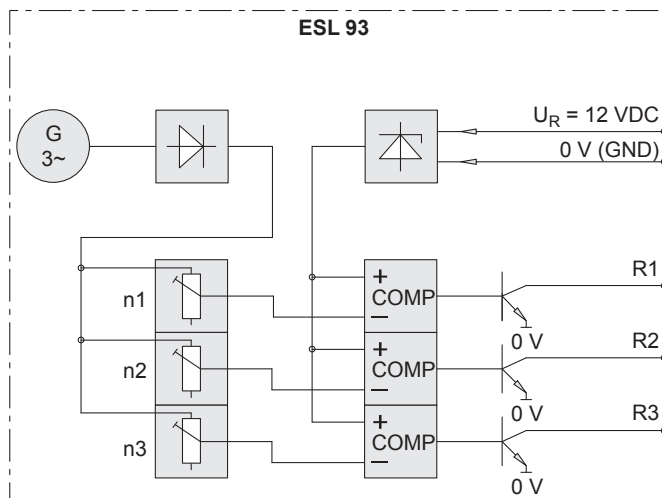 ESL 93
G
3~
U_R = 12 VDC
0 V (GND)
n1
+
COMP
−
R1
0 V
n2
+
COMP
−
R2
0 V
n3
+
COMP
−
R3
0 V